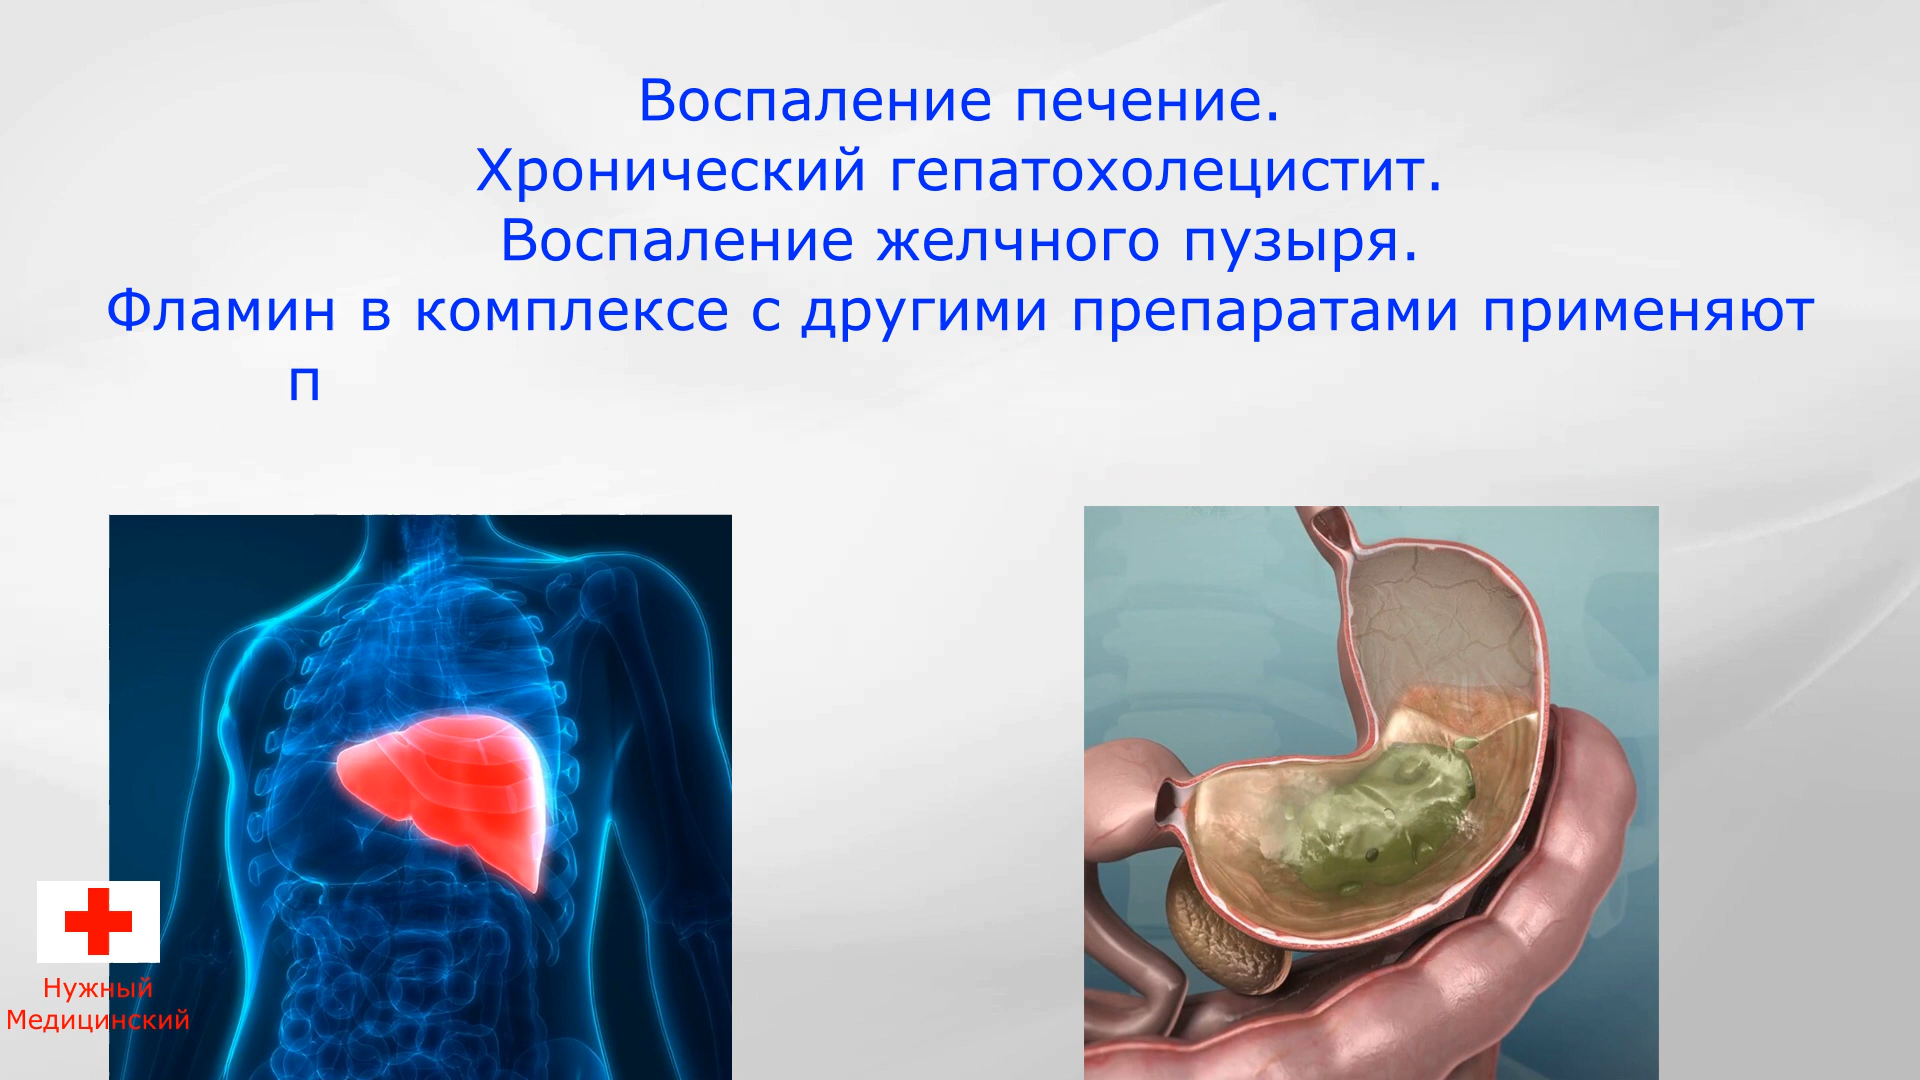 Воспаление печение.
Хронический гепатохолецистит.
Воспаление желчного пузыря.
Фламин в комплексе с другими препаратами применяют
п
Нужный
Медицинский